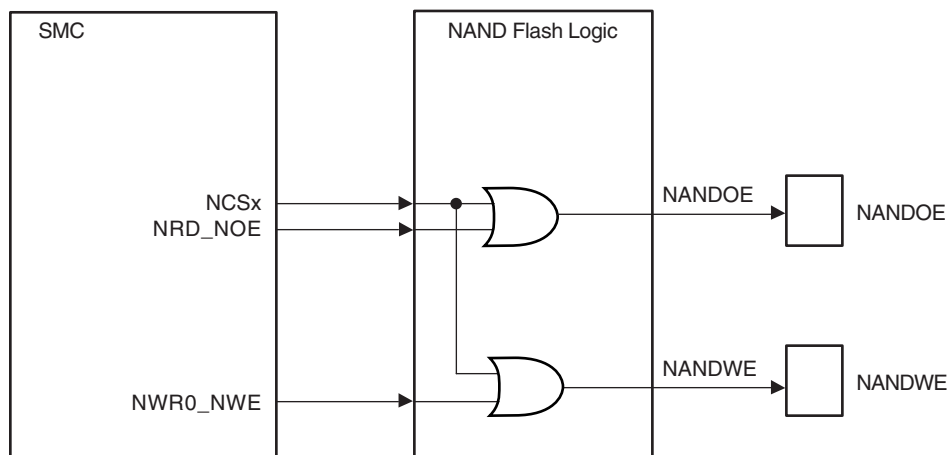 SMC
NAND Flash Logic
NCSx
NRD_NOE
NANDOE
NANDOE
NWR0_NWE
NANDWE
NANDWE